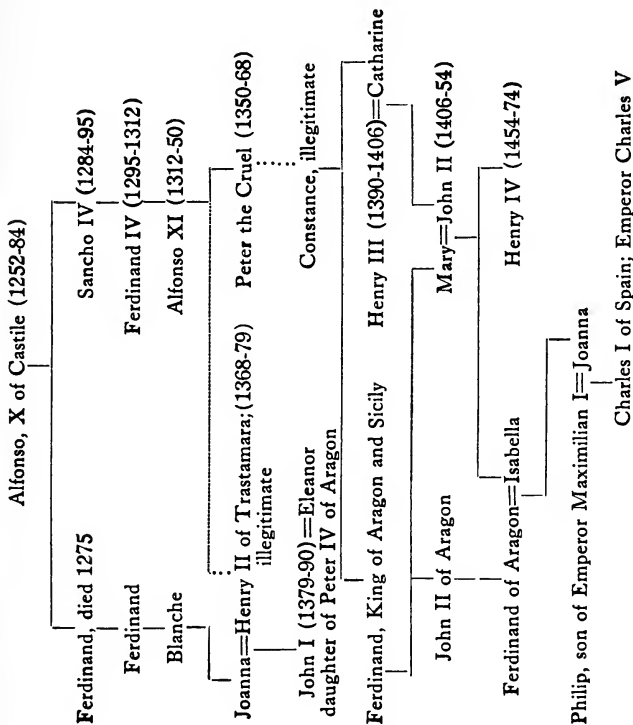 Alfonso, X of Castile (1252-84)
Ferdinand, died 1275
Sancho IV (1284-95)
Ferdinand
Ferdinand IV (1295-1312)
Blanche
Alfonso XI (1312-50)
Joanna=Henry II of Trastamara; (1368-79)
illegitimate
Peter the Cruel (1350-68)
John I (1379-90)=Eleanor
daughter of Peter IV of Aragon
Constance, illegitimate
Ferdinand, King of Aragon and Sicily
Henry III (1390-1406)=Catharine
John II of Aragon
Mary=John II (1406-54)
Ferdinand of Aragon=Isabella
Henry IV (1454-74)
Philip, son of Emperor Maximilian I=Joanna
Charles I of Spain; Emperor Charles V